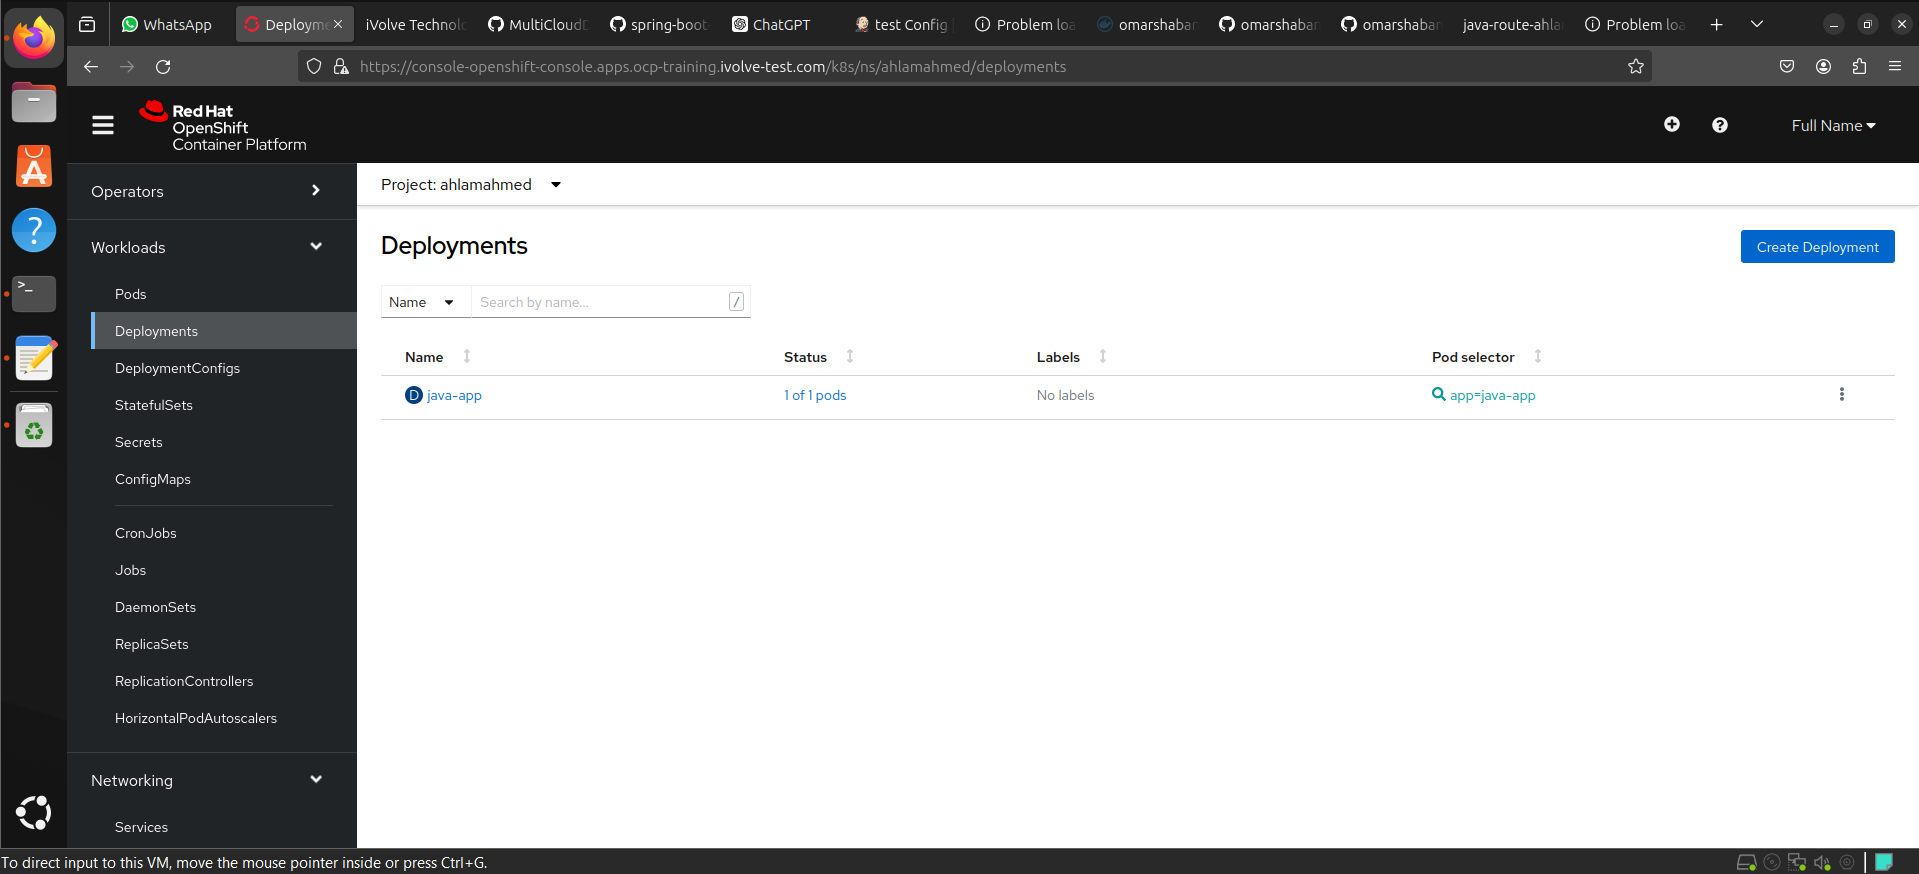 WhatsApp
Deployme
iVolve Technolo
MultiCloudD
spring-boot-
ChatGPT
test Config
Problem loa
omarshaban
omarshaban
omarshaban
java-route-ahla
Problem loa
https://console-openshift-console.apps.ocp-training.ivolve-test.com/k8s/ns/ahlamahmed/deployments
Red Hat
OpenShift
Container Platform
Full Name
Operators
Workloads
Pods
Deployments
DeploymentConfigs
StatefulSets
Secrets
ConfigMaps
CronJobs
Jobs
DaemonSets
ReplicaSets
ReplicationControllers
HorizontalPodAutoscalers
Networking
Services
Project: ahlamahmed
Deployments
Create Deployment
Name
Search by name...
/
Name Status Labels Pod selector
D java-app 1 of 1 pods No labels app=java-app
To direct input to this VM, move the mouse pointer inside or press Ctrl+G.